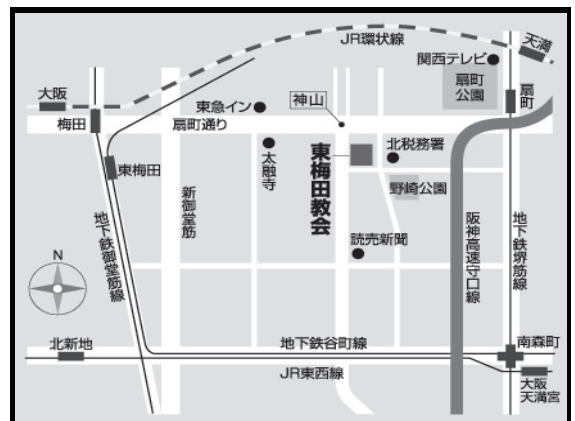 JR環状線
天満
関西テレビ
扇町
公園
扇町
大阪
梅田
東急イン
神山
扇町通り
北税務署
東梅田
太融寺
東梅田教会
野崎公園
新御堂筋
地下鉄御堂筋線
読売新聞
阪神高速守口線
地下鉄堺筋線
N
北新地
地下鉄谷町線
南森町
JR東西線
大阪
天満宮